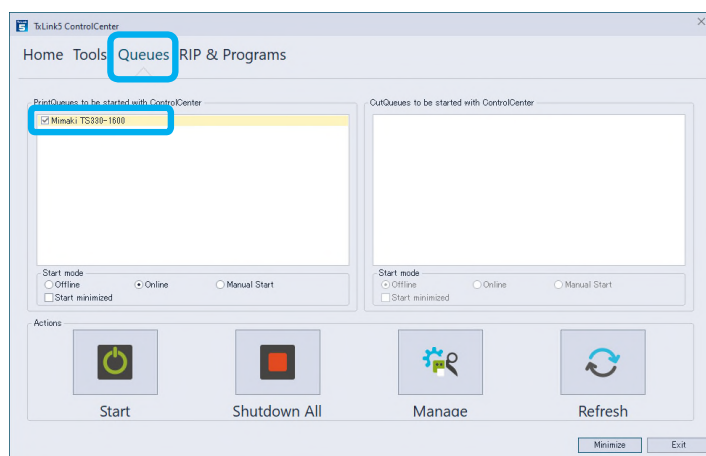 TxLink5 ControlCenter
Home Tools Queues RIP & Programs
PrintQueues to be started with ControlCenter
CutQueues to be started with ControlCenter
Mimaki TS330-1600
Start mode
Offline Online Manual Start
Start minimized
Start mode
Offline Online Manual Start
Start minimized
Actions
Start
Shutdown All
Manage
Refresh
Minimize
Exit